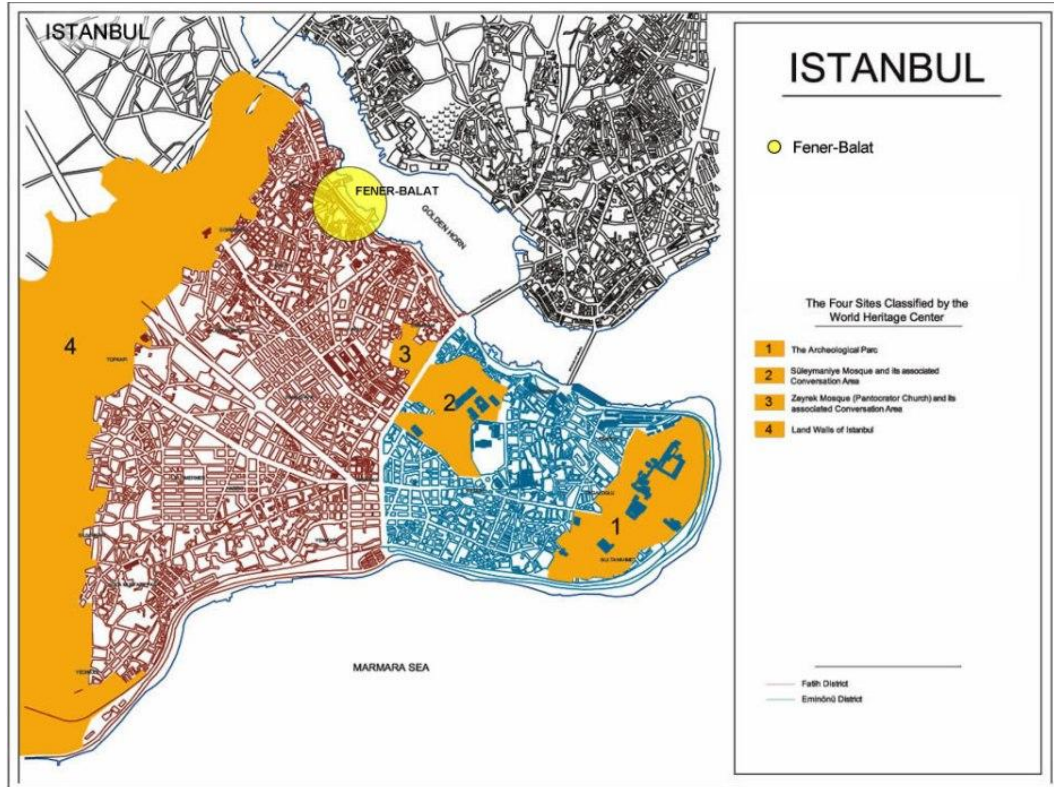 ISTANBUL
FENER-BALAT
GOLDEN HORN
4
TOPKAPI
3
2
1
SULTANAHMET
MARMARA SEA
ISTANBUL
Fener-Balat
The Four Sites Classified by the
World Heritage Center
1 The Archeological Parc
2 Süleymaniye Mosque and its associated
Conversation Area
3 Zeyrek Mosque (Pantocrator Church) and its
associated Conversation Area
4 Land Walls of Istanbul
Fatih District
Eminönü District